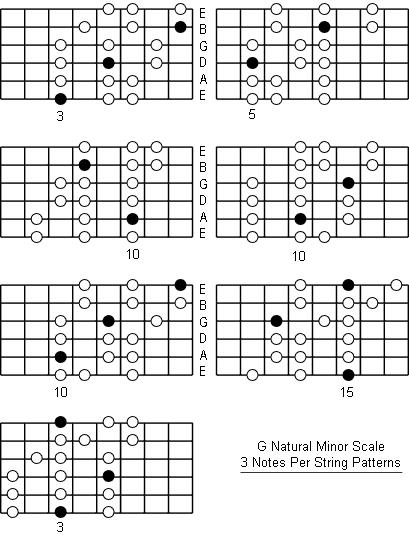 E
B
G
D
A
E
3
5
E
B
G
D
A
E
10
10
E
B
G
D
A
E
10
15
3
G Natural Minor Scale
3 Notes Per String Patterns